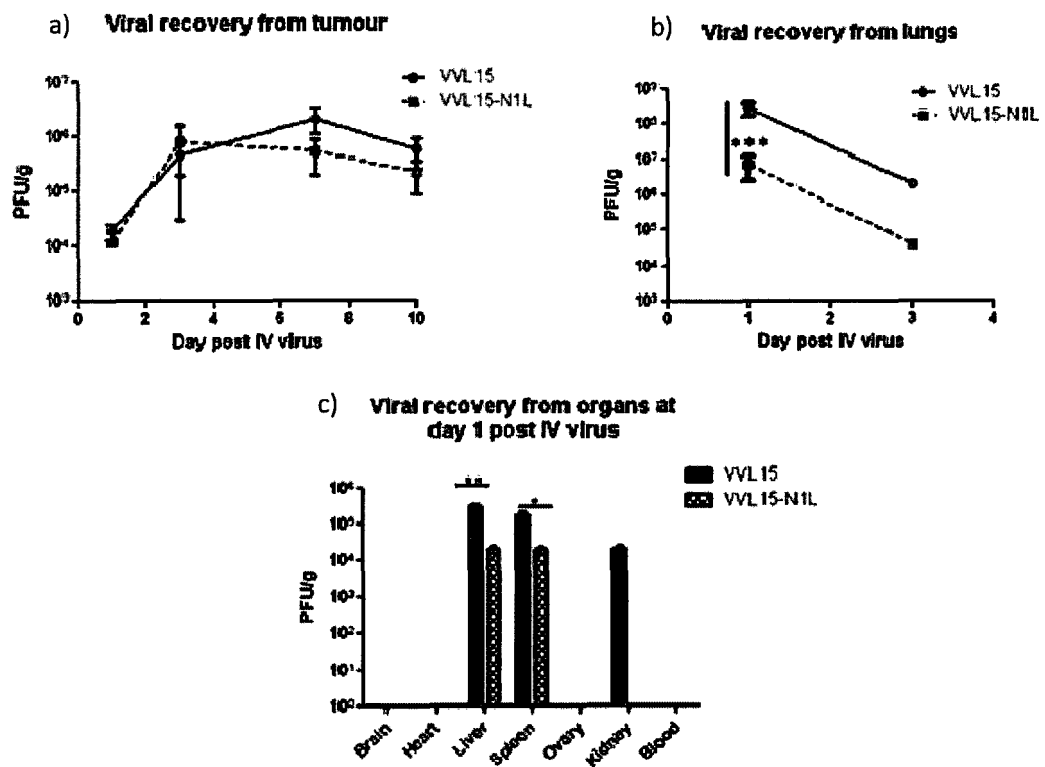 a) Viral recovery from tumour
VVL15
VVL15-N1L
PFU/g
10⁷
10⁶
10⁵
10⁴
10³
0 2 4 6 8 10
Day post IV virus
b) Viral recovery from lungs
VVL15
VVL15-N1L
PFU/g
10⁹
10⁸
10⁷
10⁶
10⁵
10⁴
10³
***
0 1 2 3 4
Day post IV virus
c) Viral recovery from organs at
day 1 post IV virus
VVL15
VVL15-N1L
PFU/g
10⁶
10⁵
10⁴
10³
10²
10¹
10⁰
** *
Brain Heart Liver Spleen Ovary Kidney Blood